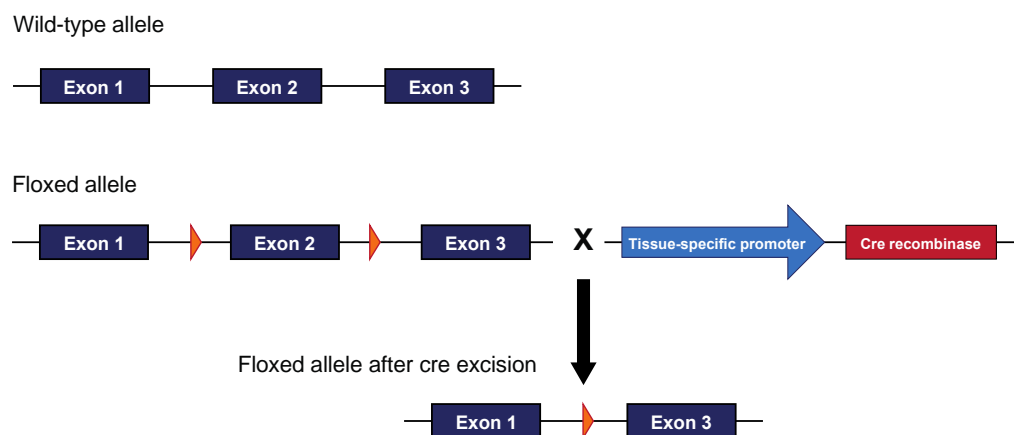 Wild-type allele
Exon 1 Exon 2 Exon 3
Floxed allele
Exon 1 Exon 2 Exon 3 X Tissue-specific promoter Cre recombinase
Floxed allele after cre excision
Exon 1 Exon 3